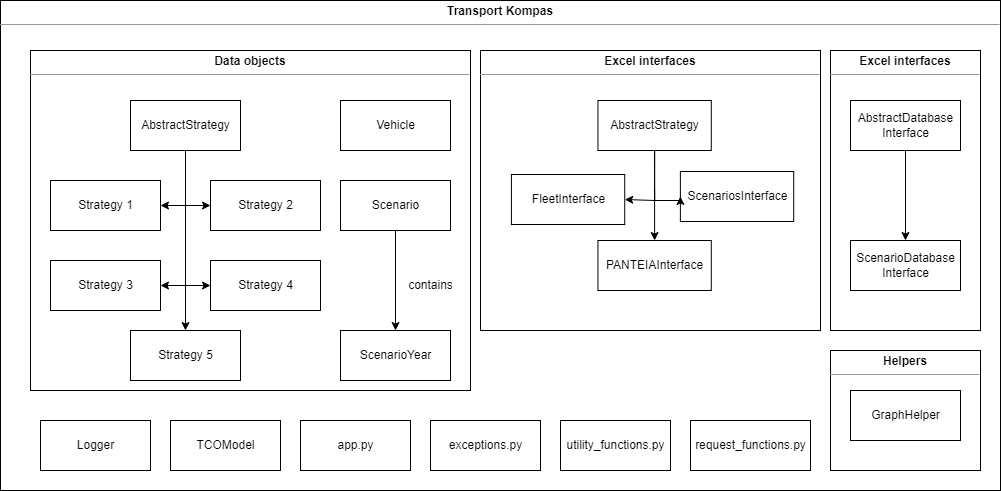 Transport Kompas
Data objects
AbstractStrategy
Vehicle
Strategy 1
Strategy 2
Scenario
Strategy 3
Strategy 4
contains
Strategy 5
ScenarioYear
Excel interfaces
AbstractStrategy
FleetInterface
ScenariosInterface
PANTEIAInterface
Excel interfaces
AbstractDatabase
Interface
ScenarioDatabase
Interface
Helpers
GraphHelper
Logger
TCOModel
app.py
exceptions.py
utility_functions.py
request_functions.py